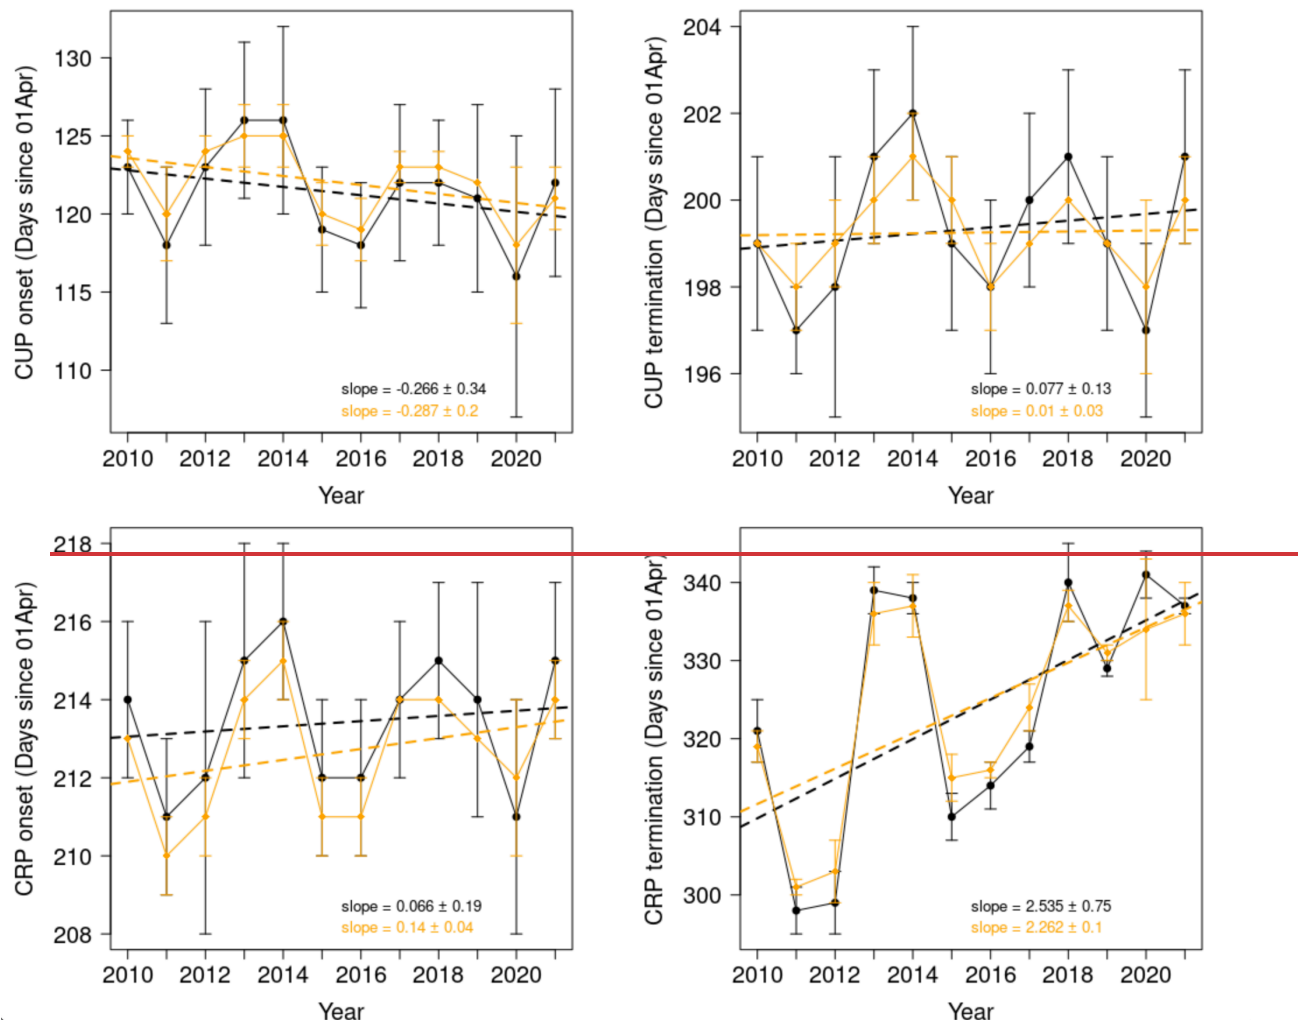 CUP onset (Days since 01Apr)
130
125
120
115
110
slope = -0.266 ± 0.34
slope = -0.287 ± 0.2
2010 2012 2014 2016 2018 2020
Year
CUP termination (Days since 01Apr)
204
202
200
198
196
slope = 0.077 ± 0.13
slope = 0.01 ± 0.03
2010 2012 2014 2016 2018 2020
Year
CRP onset (Days since 01Apr)
218
216
214
212
210
208
slope = 0.066 ± 0.19
slope = 0.14 ± 0.04
2010 2012 2014 2016 2018 2020
Year
CRP termination (Days since 01Apr)
340
330
320
310
300
slope = 2.535 ± 0.75
slope = 2.262 ± 0.1
2010 2012 2014 2016 2018 2020
Year